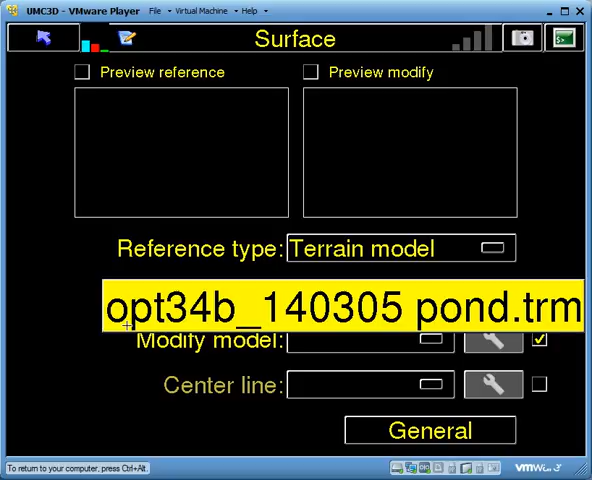 UMC3D - VMware Player File Virtual Machine Help
Surface
Preview reference Preview modify
Reference type: Terrain model
opt34b_140305 pond.trm
Modify model:
Center line:
General
To return to your computer, press Ctrl+Alt.
vmware